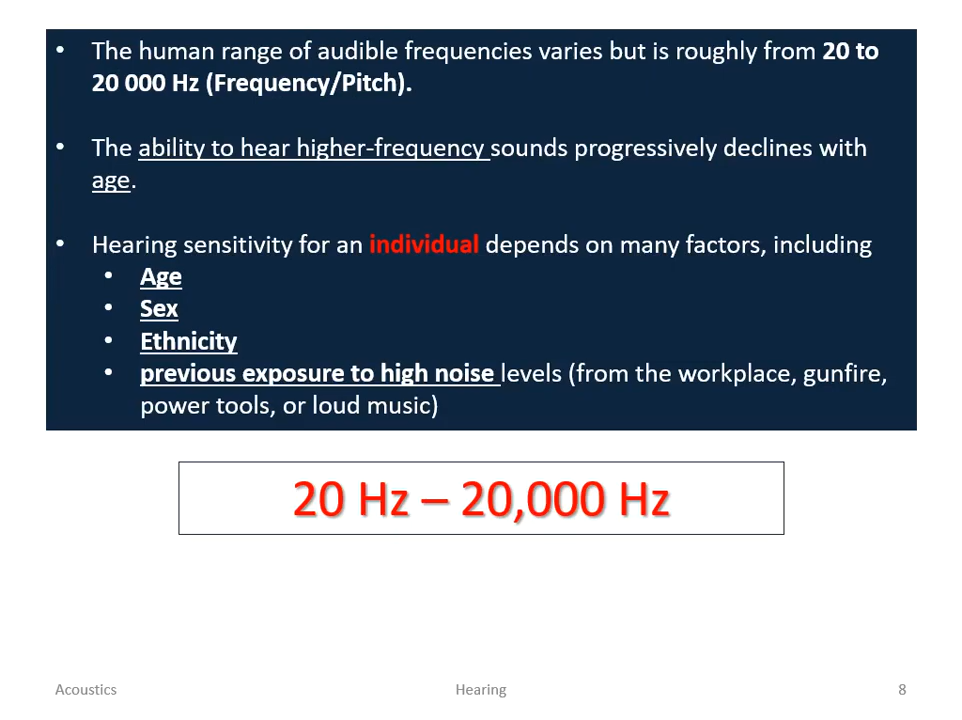 • The human range of audible frequencies varies but is roughly from 20 to
20 000 Hz (Frequency/Pitch).
• The ability to hear higher-frequency sounds progressively declines with
age.
• Hearing sensitivity for an individual depends on many factors, including
• Age
• Sex
• Ethnicity
• previous exposure to high noise levels (from the workplace, gunfire,
power tools, or loud music)
20 Hz – 20,000 Hz
Acoustics Hearing 8